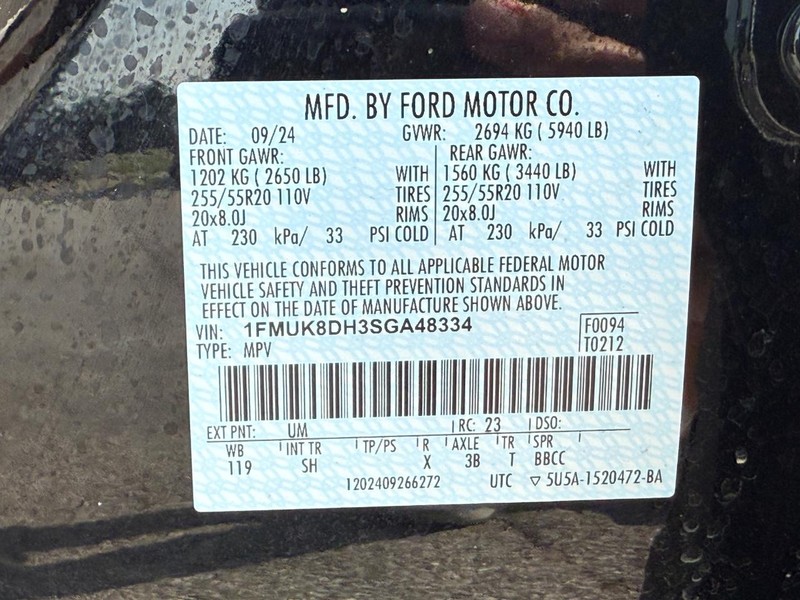 MFD. BY FORD MOTOR CO.
DATE: 09/24 GVWR: 2694 KG ( 5940 LB)
FRONT GAWR: REAR GAWR:
1202 KG ( 2650 LB) WITH 1560 KG ( 3440 LB) WITH
255/55R20 110V TIRES 255/55R20 110V TIRES
20x8.0J RIMS 20x8.0J RIMS
AT 230 kPa/ 33 PSI COLD AT 230 kPa/ 33 PSI COLD
THIS VEHICLE CONFORMS TO ALL APPLICABLE FEDERAL MOTOR
VEHICLE SAFETY AND THEFT PREVENTION STANDARDS IN
EFFECT ON THE DATE OF MANUFACTURE SHOWN ABOVE.
VIN: 1FMUK8DH3SGA48334 F0094
TYPE: MPV T0212
EXT PNT: UM RC: 23 DSO:
WB INT TR TP/PS R AXLE TR SPR
119 SH X 3B T BBCC
1202409266272 UTC ▽ 5U5A-1520472-BA